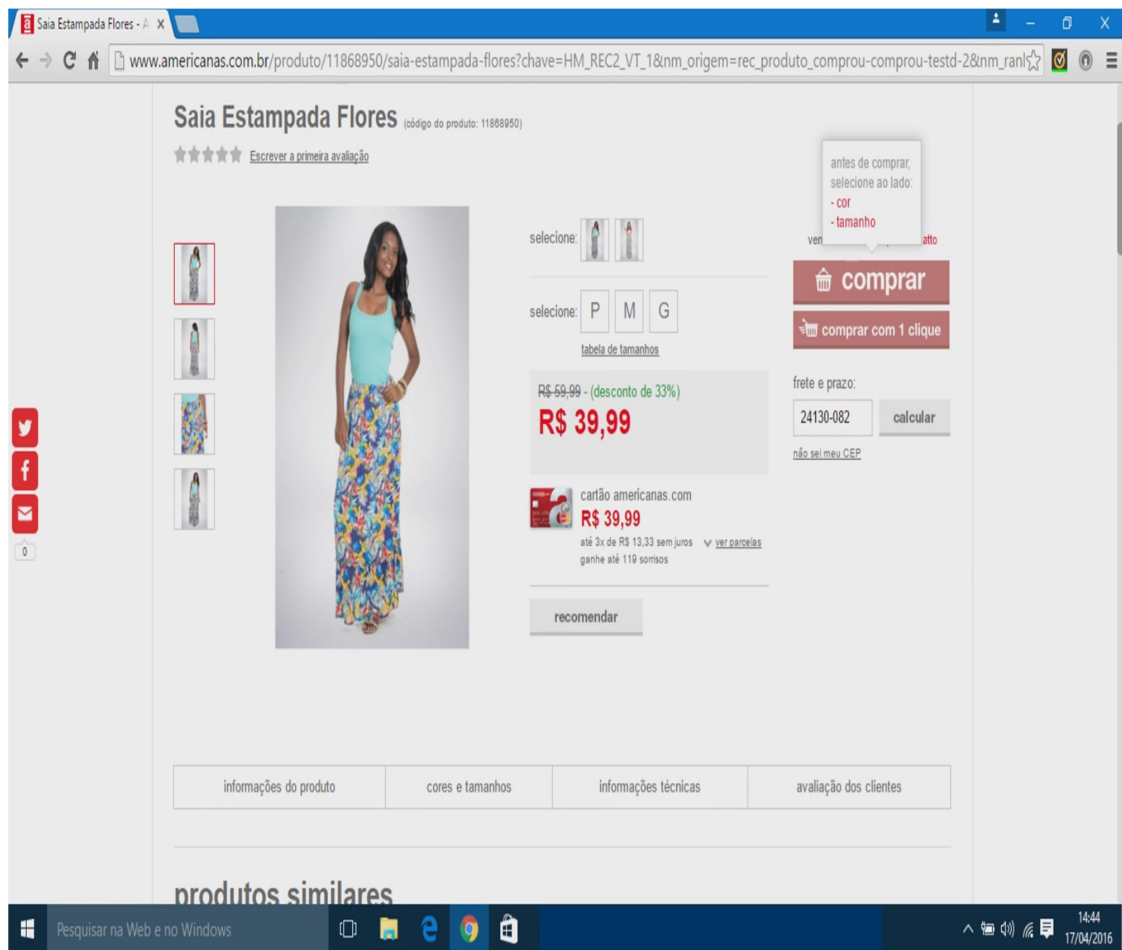 Saia Estampada Flores - A
www.americanas.com.br/produto/11868950/saia-estampada-flores?chave=HM_REC2_VT_1&nm_origem=rec_produto_comprou-comprou-testd-2&nm_ranl
Saia Estampada Flores (código do produto: 11868950)
Escrever a primeira avaliação
antes de comprar,
selecione ao lado:
- cor
- tamanho
selecione:
ven
atto
comprar
selecione: P M G
comprar com 1 clique
tabela de tamanhos
R$ 59,99 - (desconto de 33%)
R$ 39,99
frete e prazo:
24130-082 calcular
não sei meu CEP
cartão americanas.com
R$ 39,99
até 3x de R$ 13,33 sem juros ver parcelas
ganhe até 119 sorrisos
0
recomendar
informações do produto cores e tamanhos informações técnicas avaliação dos clientes
produtos similares
Pesquisar na Web e no Windows
14:44
17/04/2016